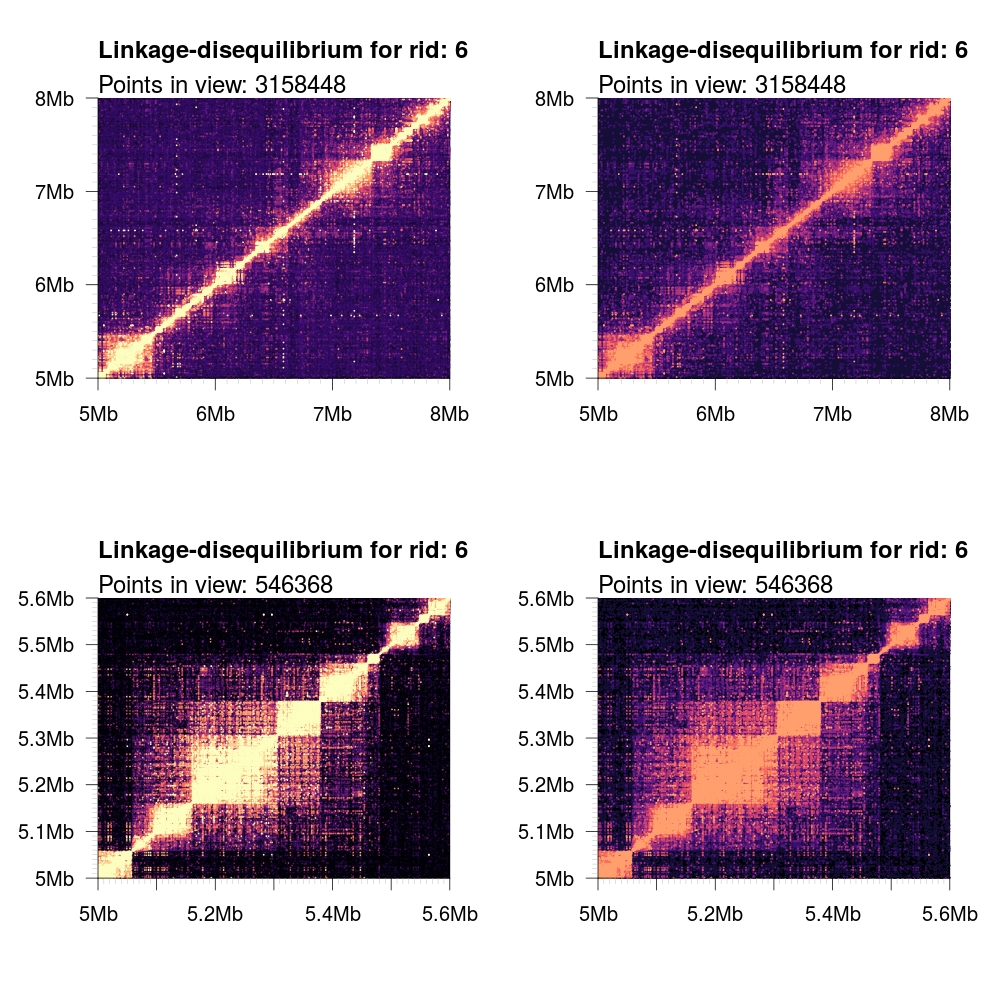 Linkage-disequilibrium for rid: 6
Points in view: 3158448
8Mb
7Mb
6Mb
5Mb
5Mb 6Mb 7Mb 8Mb
Linkage-disequilibrium for rid: 6
Points in view: 3158448
8Mb
7Mb
6Mb
5Mb
5Mb 6Mb 7Mb 8Mb
Linkage-disequilibrium for rid: 6
Points in view: 546368
5.6Mb
5.5Mb
5.4Mb
5.3Mb
5.2Mb
5.1Mb
5Mb
5Mb 5.2Mb 5.4Mb 5.6Mb
Linkage-disequilibrium for rid: 6
Points in view: 546368
5.6Mb
5.5Mb
5.4Mb
5.3Mb
5.2Mb
5.1Mb
5Mb
5Mb 5.2Mb 5.4Mb 5.6Mb